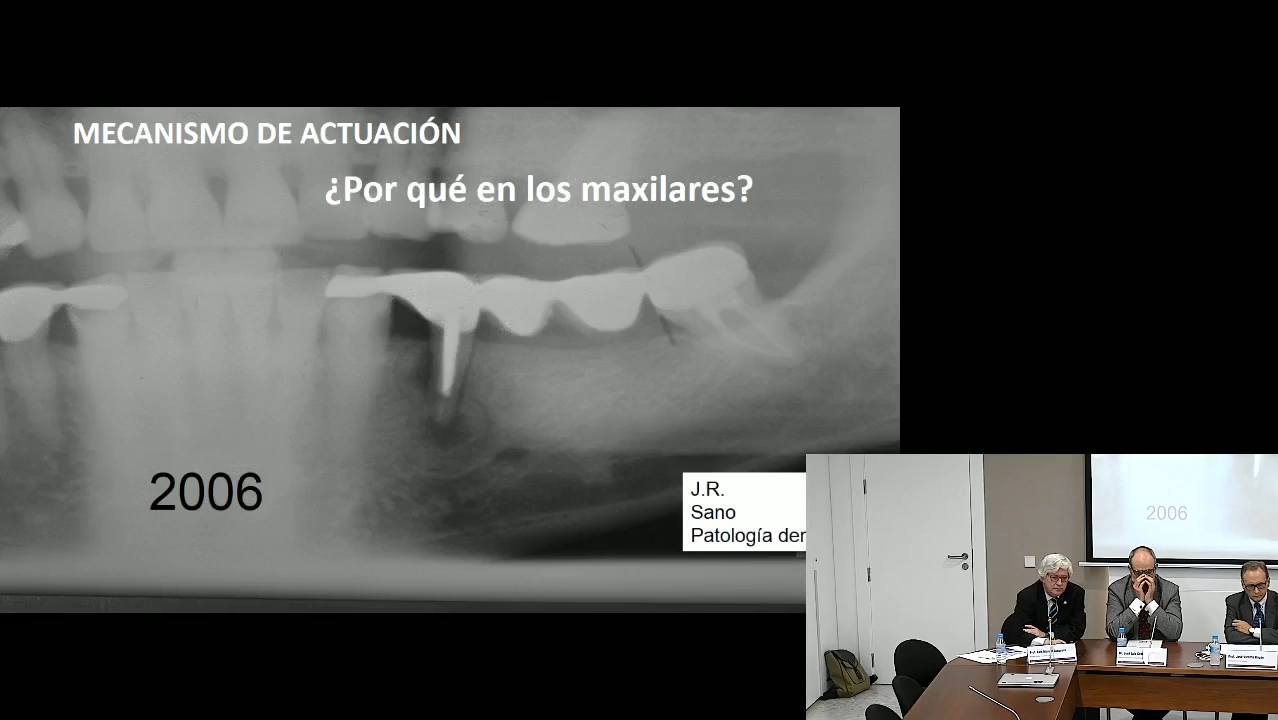 MECANISMO DE ACTUACIÓN
¿Por qué en los maxilares?
2006
J.R.
Sano
Patología der
2006